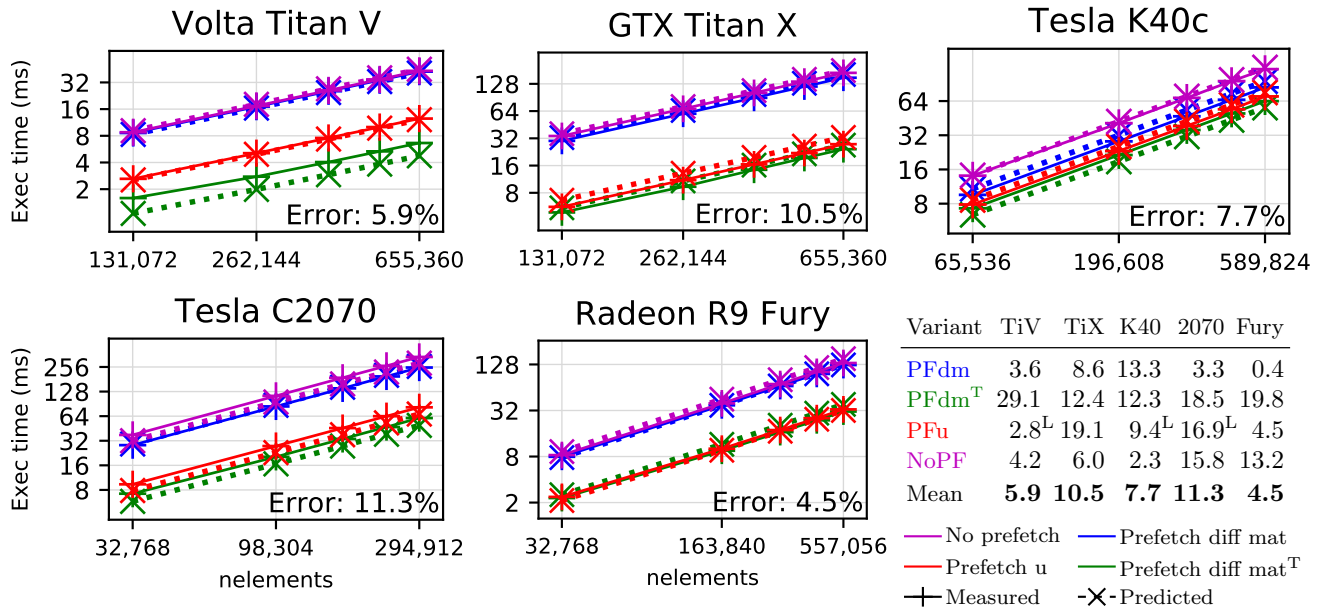 Volta Titan V
Exec time (ms)
32
16
8
4
2
Error: 5.9%
131,072 262,144 655,360
GTX Titan X
128
64
32
16
8
Error: 10.5%
131,072 262,144 655,360
Tesla K40c
64
32
16
8
Error: 7.7%
65,536 196,608 589,824
Tesla C2070
Exec time (ms)
256
128
64
32
16
8
Error: 11.3%
32,768 98,304 294,912
nelements
Radeon R9 Fury
128
32
8
2
Error: 4.5%
32,768 163,840 557,056
nelements
Variant TiV TiX K40 2070 Fury
PFdm 3.6 8.6 13.3 3.3 0.4
PFdmᵀ 29.1 12.4 12.3 18.5 19.8
PFu 2.8ᴸ 19.1 9.4ᴸ 16.9ᴸ 4.5
NoPF 4.2 6.0 2.3 15.8 13.2
Mean 5.9 10.5 7.7 11.3 4.5
No prefetch Prefetch diff mat
Prefetch u Prefetch diff matᵀ
Measured Predicted